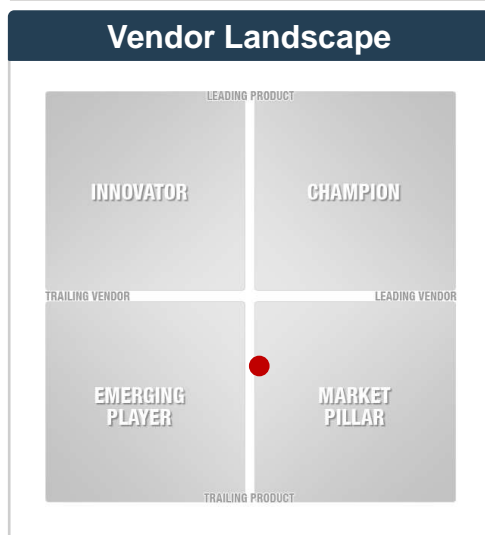 Vendor Landscape
LEADING PRODUCT
INNOVATOR
CHAMPION
TRAILING VENDOR
LEADING VENDOR
EMERGING
PLAYER
MARKET
PILLAR
TRAILING PRODUCT